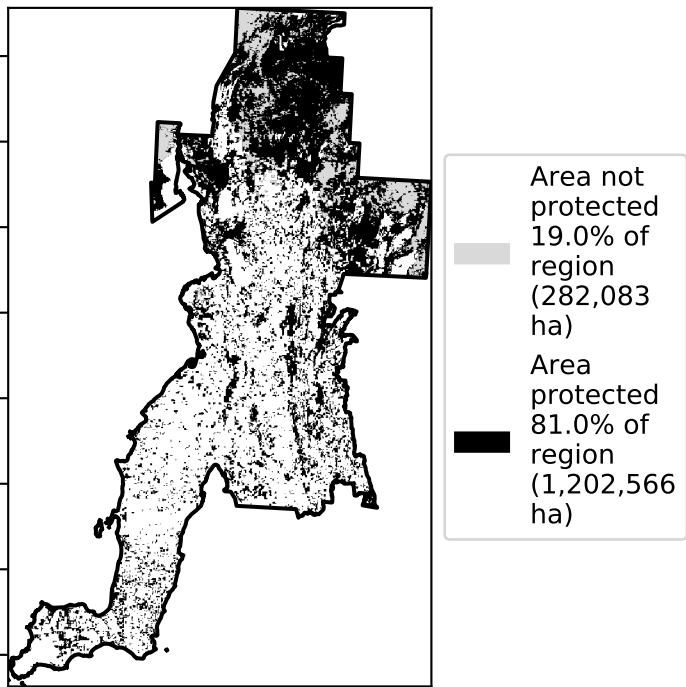 Area not
protected
19.0% of
region
(282,083
ha)
Area
protected
81.0% of
region
(1,202,566
ha)